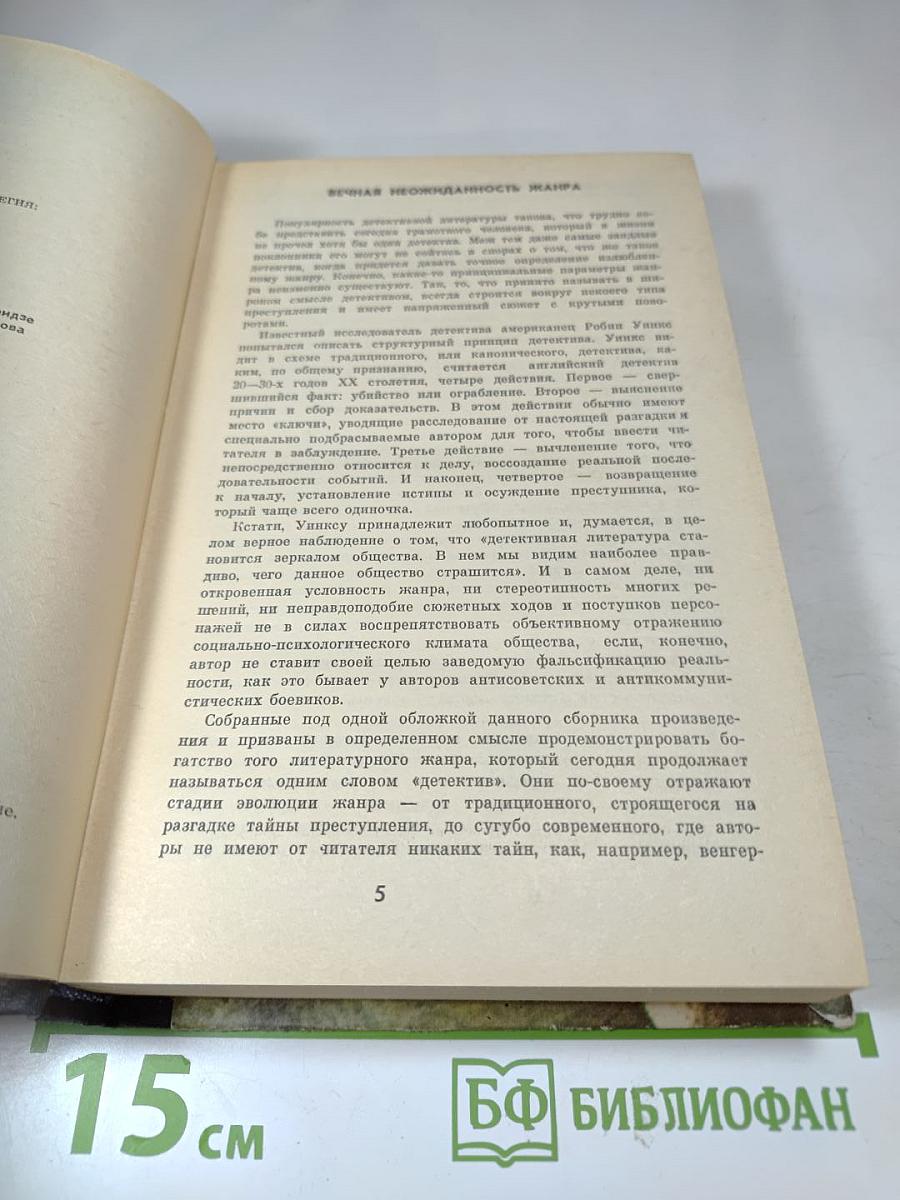 ЕГИЯ:
идзе
ова
ые,
ВЕЧНАЯ НЕОЖИДАННОСТЬ ЖАНРА
Популярность детективной литературы такова, что трудно се-
бе представить сегодня грамотного человека, который в жизни
не прочел хотя бы один детектив. Меж тем даже самые заядлые
поклонники его могут не сойтись в спорах о том, что же такое
детектив, когда придется давать точное определение излюблен-
ному жанру. Конечно, какие-то принципиальные параметры жан-
ра неизменно существуют. Так, то, что принято называть в ши-
роком смысле детективом, всегда строится вокруг некоего типа
преступления и имеет напряженный сюжет с крутыми пово-
ротами.
Известный исследователь детектива американец Робин Уинкс
попытался описать структурный принцип детектива. Уинкс ви-
дит в схеме традиционного, или канонического, детектива, ка-
ким, по общему признанию, считается английский детектив
20—30-х годов XX столетия, четыре действия. Первое — свер-
шившийся факт: убийство или ограбление. Второе — выяснение
причин и сбор доказательств. В этом действии обычно имеют
место «ключи», уводящие расследование от настоящей разгадки и
специально подбрасываемые автором для того, чтобы ввести чи-
тателя в заблуждение. Третье действие — вычленение того, что
непосредственно относится к делу, воссоздание реальной после-
довательности событий. И наконец, четвертое — возвращение
к началу, установление истины и осуждение преступника, ко-
торый чаще всего одиночка.
Кстати, Уинксу принадлежит любопытное и, думается, в це-
лом верное наблюдение о том, что «детективная литература ста-
новится зеркалом общества. В нем мы видим наиболее прав-
диво, чего данное общество страшится». И в самом деле, ни
откровенная условность жанра, ни стереотипность многих ре-
шений, ни неправдоподобие сюжетных ходов и поступков персо-
нажей не в силах воспрепятствовать объективному отражению
социально-психологического климата общества, если, конечно,
автор не ставит своей целью заведомую фальсификацию реаль-
ности, как это бывает у авторов антисоветских и антикоммуни-
стических боевиков.
Собранные под одной обложкой данного сборника произведе-
ния и призваны в определенном смысле продемонстрировать бо-
гатство того литературного жанра, который сегодня продолжает
называться одним словом «детектив». Они по-своему отражают
стадии эволюции жанра — от традиционного, строящегося на
разгадке тайны преступления, до сугубо современного, где авто-
ры не имеют от читателя никаких тайн, как, например, венгер-
5
15 см
БФ БИБЛИОФАН